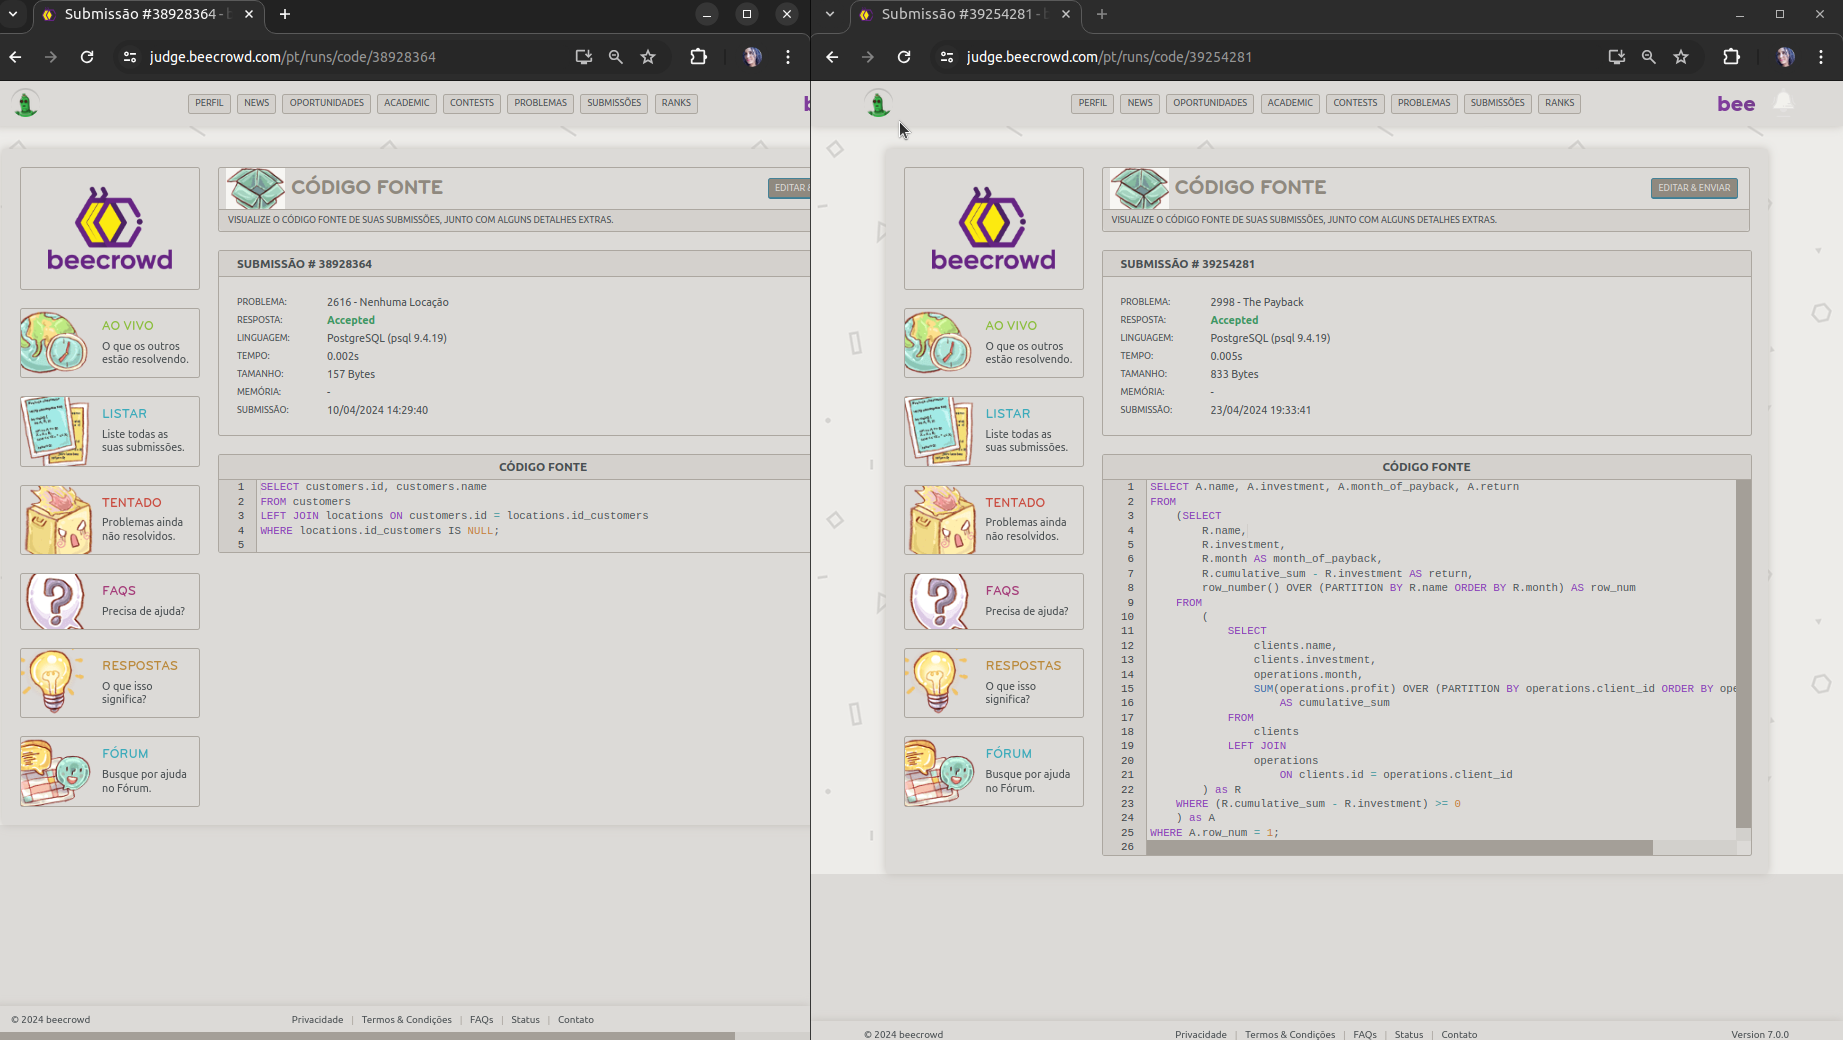 Submissão #38928364 - b
judge.beecrowd.com/pt/runs/code/38928364
PERFIL NEWS OPORTUNIDADES ACADEMIC CONTESTS PROBLEMS SUBMISSÕES RANKS
beecrowd
CÓDIGO FONTE
EDITAR &
VISUALIZE O CÓDIGO FONTE DE SUAS SUBMISSÕES, JUNTO COM ALGUNS DETALHES EXTRAS.
AO VIVO
O que os outros
estão resolvendo.
LISTAR
Liste todas as
suas submissões.
TENTADO
Problemas ainda
não resolvidos.
FAQS
Precisa de ajuda?
RESPOSTAS
O que isso
significa?
FÓRUM
Busque por ajuda
no Fórum.
SUBMISSÃO # 38928364
PROBLEMA: 2616 - Nenhuma Locação
RESPOSTA: Accepted
LINGUAGEM: PostgreSQL (psql 9.4.19)
TEMPO: 0.002s
TAMANHO: 157 Bytes
MEMÓRIA: -
SUBMISSÃO: 10/04/2024 14:29:40
CÓDIGO FONTE
1 SELECT customers.id, customers.name
2 FROM customers
3 LEFT JOIN locations ON customers.id = locations.id_customers
4 WHERE locations.id_customers IS NULL;
5
© 2024 beecrowd Privacidade | Termos & Condições | FAQs | Status | Contato
Submissão #39254281 - b
judge.beecrowd.com/pt/runs/code/39254281
PERFIL NEWS OPORTUNIDADES ACADEMIC CONTESTS PROBLEMS SUBMISSÕES RANKS
bee
beecrowd
CÓDIGO FONTE
EDITAR & ENVIAR
VISUALIZE O CÓDIGO FONTE DE SUAS SUBMISSÕES, JUNTO COM ALGUNS DETALHES EXTRAS.
AO VIVO
O que os outros
estão resolvendo.
LISTAR
Liste todas as
suas submissões.
TENTADO
Problemas ainda
não resolvidos.
FAQS
Precisa de ajuda?
RESPOSTAS
O que isso
significa?
FÓRUM
Busque por ajuda
no Fórum.
SUBMISSÃO # 39254281
PROBLEMA: 2998 - The Payback
RESPOSTA: Accepted
LINGUAGEM: PostgreSQL (psql 9.4.19)
TEMPO: 0.005s
TAMANHO: 833 Bytes
MEMÓRIA: -
SUBMISSÃO: 23/04/2024 19:33:41
CÓDIGO FONTE
1 SELECT A.name, A.investment, A.month_of_payback, A.return
2 FROM
3 (SELECT
4 R.name,
5 R.investment,
6 R.month AS month_of_payback,
7 R.cumulative_sum - R.investment AS return,
8 row_number() OVER (PARTITION BY R.name ORDER BY R.month) AS row_num
9 FROM
10 (
11 SELECT
12 clients.name,
13 clients.investment,
14 operations.month,
15 SUM(operations.profit) OVER (PARTITION BY operations.client_id ORDER BY ope
16 AS cumulative_sum
17 FROM
18 clients
19 LEFT JOIN
20 operations
21 ON clients.id = operations.client_id
22 ) as R
23 WHERE (R.cumulative_sum - R.investment) >= 0
24 ) as A
25 WHERE A.row_num = 1;
26
© 2024 beecrowd Privacidade | Termos & Condições | FAQs | Status | Contato Version 7.0.0